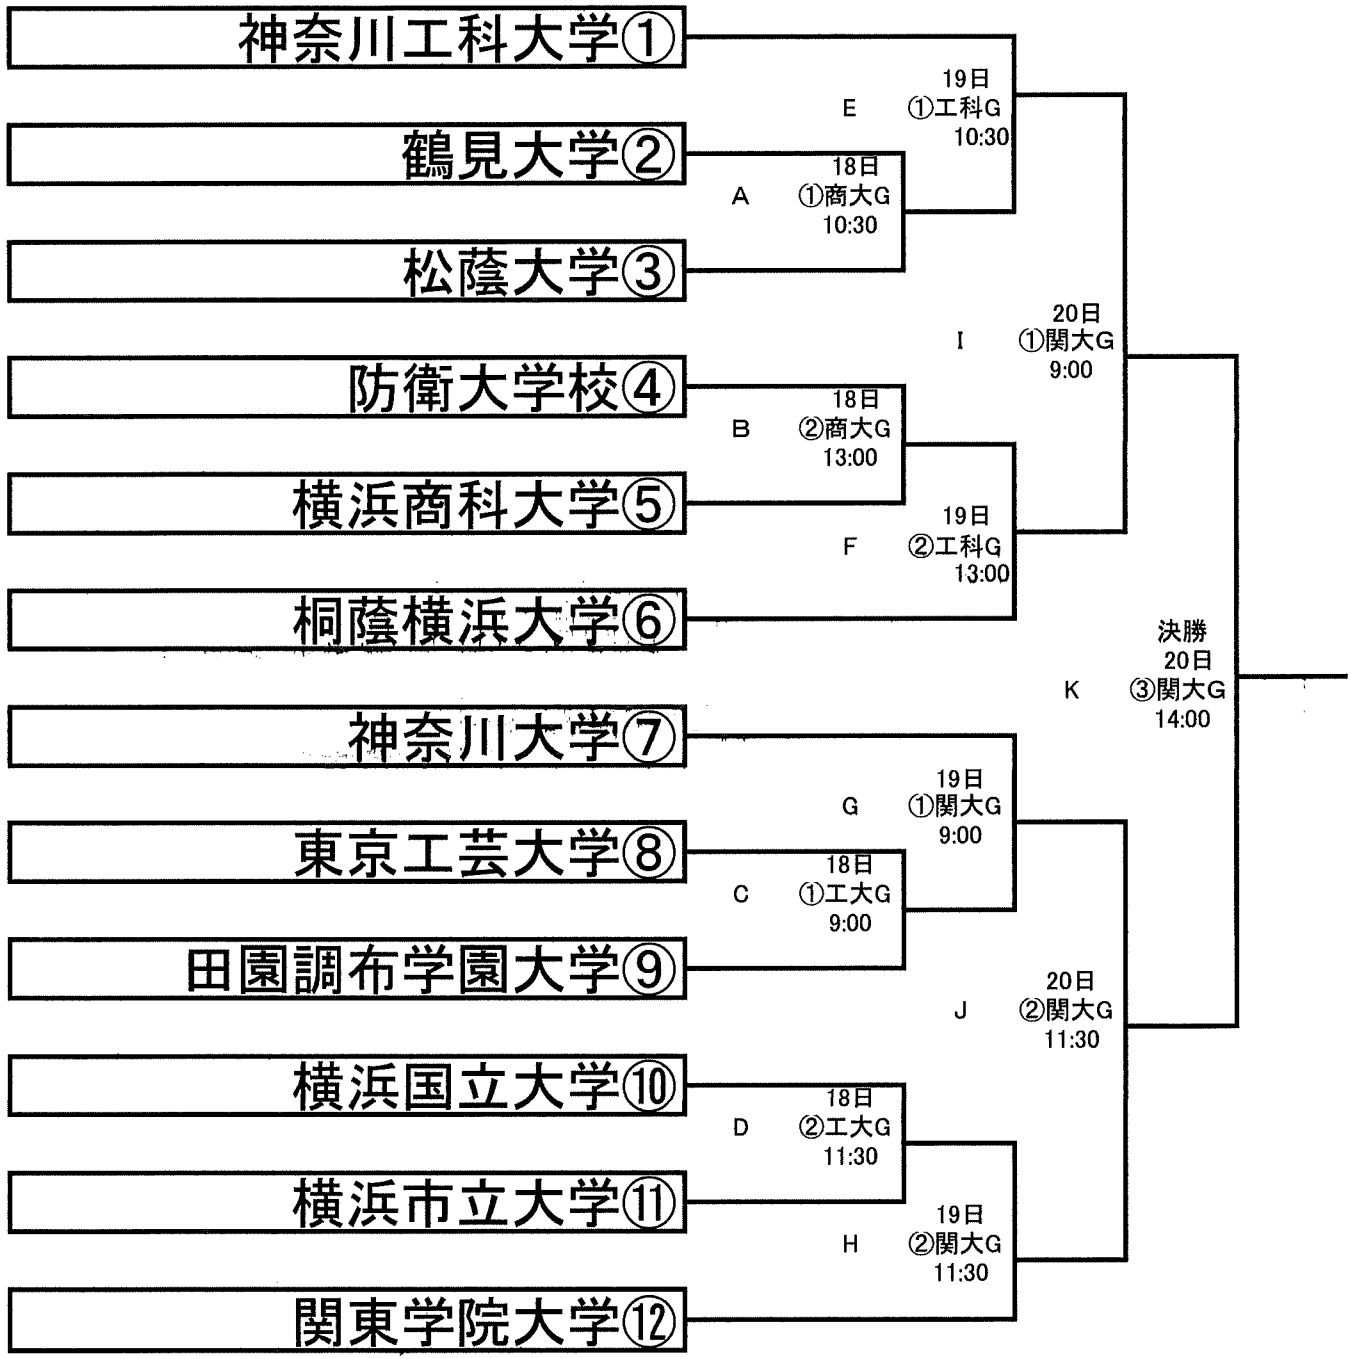 神奈川工科大学①
19日
E ①工科G
10:30
鶴見大学②
18日
A ①商大G
10:30
松蔭大学③
20日
I ①関大G
9:00
防衛大学校④
18日
B ②商大G
13:00
横浜商科大学⑤
19日
F ②工科G
13:00
桐蔭横浜大学⑥
決勝
20日
K ③関大G
14:00
神奈川大学⑦
19日
G ①関大G
9:00
東京工芸大学⑧
18日
C ①工大G
9:00
田園調布学園大学⑨
20日
J ②関大G
11:30
横浜国立大学⑩
18日
D ②工大G
11:30
横浜市立大学⑪
19日
H ②関大G
11:30
関東学院大学⑫